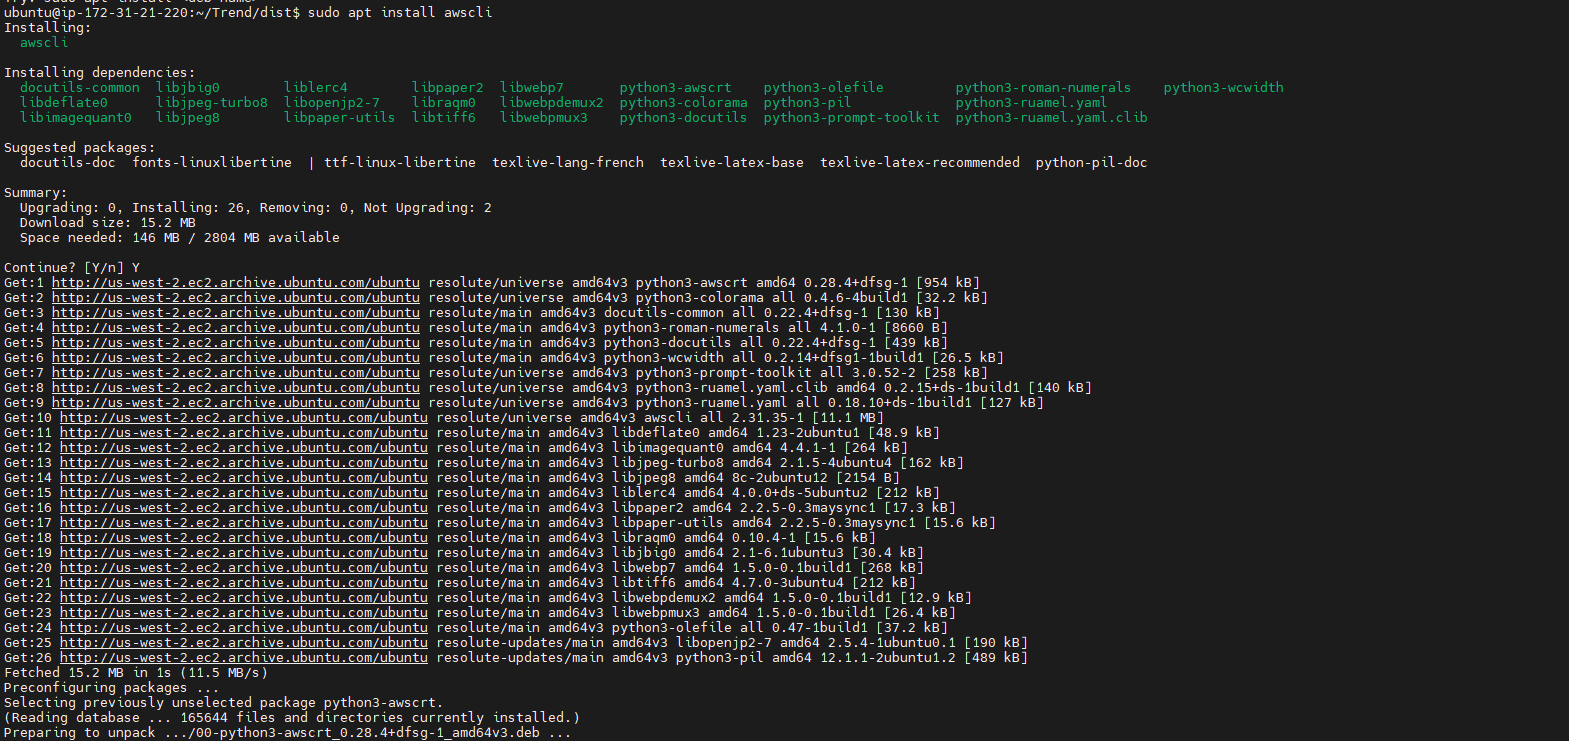 ubuntu@ip-172-31-21-220:~/Trend/dist$ sudo apt install awscli
Installing:
  awscli

Installing dependencies:
  docutils-common  libjbig0        liblerc4        libpaper2  libwebp7       python3-awscrt    python3-olefile         python3-roman-numerals    python3-wcwidth
  libdeflate0      libjpeg-turbo8  libopenjp2-7    libraqm0   libwebpdemux2  python3-colorama  python3-pil             python3-ruamel.yaml
  libimagequant0   libjpeg8        libpaper-utils  libtiff6   libwebpmux3    python3-docutils  python3-prompt-toolkit  python3-ruamel.yaml.clib

Suggested packages:
  docutils-doc  fonts-linuxlibertine  | ttf-linux-libertine  texlive-lang-french  texlive-latex-base  texlive-latex-recommended  python-pil-doc

Summary:
  Upgrading: 0, Installing: 26, Removing: 0, Not Upgrading: 2
  Download size: 15.2 MB
  Space needed: 146 MB / 2804 MB available

Continue? [Y/n] Y
Get:1 http://us-west-2.ec2.archive.ubuntu.com/ubuntu resolute/universe amd64v3 python3-awscrt amd64 0.28.4+dfsg-1 [954 kB]
Get:2 http://us-west-2.ec2.archive.ubuntu.com/ubuntu resolute/universe amd64v3 python3-colorama all 0.4.6-4build1 [32.2 kB]
Get:3 http://us-west-2.ec2.archive.ubuntu.com/ubuntu resolute/main amd64v3 docutils-common all 0.22.4+dfsg-1 [130 kB]
Get:4 http://us-west-2.ec2.archive.ubuntu.com/ubuntu resolute/main amd64v3 python3-roman-numerals all 4.1.0-1 [8660 B]
Get:5 http://us-west-2.ec2.archive.ubuntu.com/ubuntu resolute/main amd64v3 python3-docutils all 0.22.4+dfsg-1 [439 kB]
Get:6 http://us-west-2.ec2.archive.ubuntu.com/ubuntu resolute/main amd64v3 python3-wcwidth all 0.2.14+dfsg1-1build1 [26.5 kB]
Get:7 http://us-west-2.ec2.archive.ubuntu.com/ubuntu resolute/universe amd64v3 python3-prompt-toolkit all 3.0.52-2 [258 kB]
Get:8 http://us-west-2.ec2.archive.ubuntu.com/ubuntu resolute/universe amd64v3 python3-ruamel.yaml.clib amd64 0.2.15+ds-1build1 [140 kB]
Get:9 http://us-west-2.ec2.archive.ubuntu.com/ubuntu resolute/universe amd64v3 python3-ruamel.yaml all 0.18.10+ds-1build1 [127 kB]
Get:10 http://us-west-2.ec2.archive.ubuntu.com/ubuntu resolute/universe amd64v3 awscli all 2.31.35-1 [11.1 MB]
Get:11 http://us-west-2.ec2.archive.ubuntu.com/ubuntu resolute/main amd64v3 libdeflate0 amd64 1.23-2ubuntu1 [48.9 kB]
Get:12 http://us-west-2.ec2.archive.ubuntu.com/ubuntu resolute/main amd64v3 libimagequant0 amd64 4.4.1-1 [264 kB]
Get:13 http://us-west-2.ec2.archive.ubuntu.com/ubuntu resolute/main amd64v3 libjpeg-turbo8 amd64 2.1.5-4ubuntu4 [162 kB]
Get:14 http://us-west-2.ec2.archive.ubuntu.com/ubuntu resolute/main amd64v3 libjpeg8 amd64 8c-2ubuntu12 [2154 B]
Get:15 http://us-west-2.ec2.archive.ubuntu.com/ubuntu resolute/main amd64v3 liblerc4 amd64 4.0.0+ds-5ubuntu2 [212 kB]
Get:16 http://us-west-2.ec2.archive.ubuntu.com/ubuntu resolute/main amd64v3 libpaper2 amd64 2.2.5-0.3maysync1 [17.3 kB]
Get:17 http://us-west-2.ec2.archive.ubuntu.com/ubuntu resolute/main amd64v3 libpaper-utils amd64 2.2.5-0.3maysync1 [15.6 kB]
Get:18 http://us-west-2.ec2.archive.ubuntu.com/ubuntu resolute/main amd64v3 libraqm0 amd64 0.10.4-1 [15.6 kB]
Get:19 http://us-west-2.ec2.archive.ubuntu.com/ubuntu resolute/main amd64v3 libjbig0 amd64 2.1-6.1ubuntu3 [30.4 kB]
Get:20 http://us-west-2.ec2.archive.ubuntu.com/ubuntu resolute/main amd64v3 libwebp7 amd64 1.5.0-0.1build1 [268 kB]
Get:21 http://us-west-2.ec2.archive.ubuntu.com/ubuntu resolute/main amd64v3 libtiff6 amd64 4.7.0-3ubuntu4 [212 kB]
Get:22 http://us-west-2.ec2.archive.ubuntu.com/ubuntu resolute/main amd64v3 libwebpdemux2 amd64 1.5.0-0.1build1 [12.9 kB]
Get:23 http://us-west-2.ec2.archive.ubuntu.com/ubuntu resolute/main amd64v3 libwebpmux3 amd64 1.5.0-0.1build1 [26.4 kB]
Get:24 http://us-west-2.ec2.archive.ubuntu.com/ubuntu resolute/main amd64v3 python3-olefile all 0.47-1build1 [37.2 kB]
Get:25 http://us-west-2.ec2.archive.ubuntu.com/ubuntu resolute-updates/main amd64v3 libopenjp2-7 amd64 2.5.4-1ubuntu0.1 [190 kB]
Get:26 http://us-west-2.ec2.archive.ubuntu.com/ubuntu resolute-updates/main amd64v3 python3-pil amd64 12.1.1-2ubuntu1.2 [489 kB]
Fetched 15.2 MB in 1s (11.5 MB/s)
Preconfiguring packages ...
Selecting previously unselected package python3-awscrt.
(Reading database ... 165644 files and directories currently installed.)
Preparing to unpack .../00-python3-awscrt_0.28.4+dfsg-1_amd64v3.deb ...